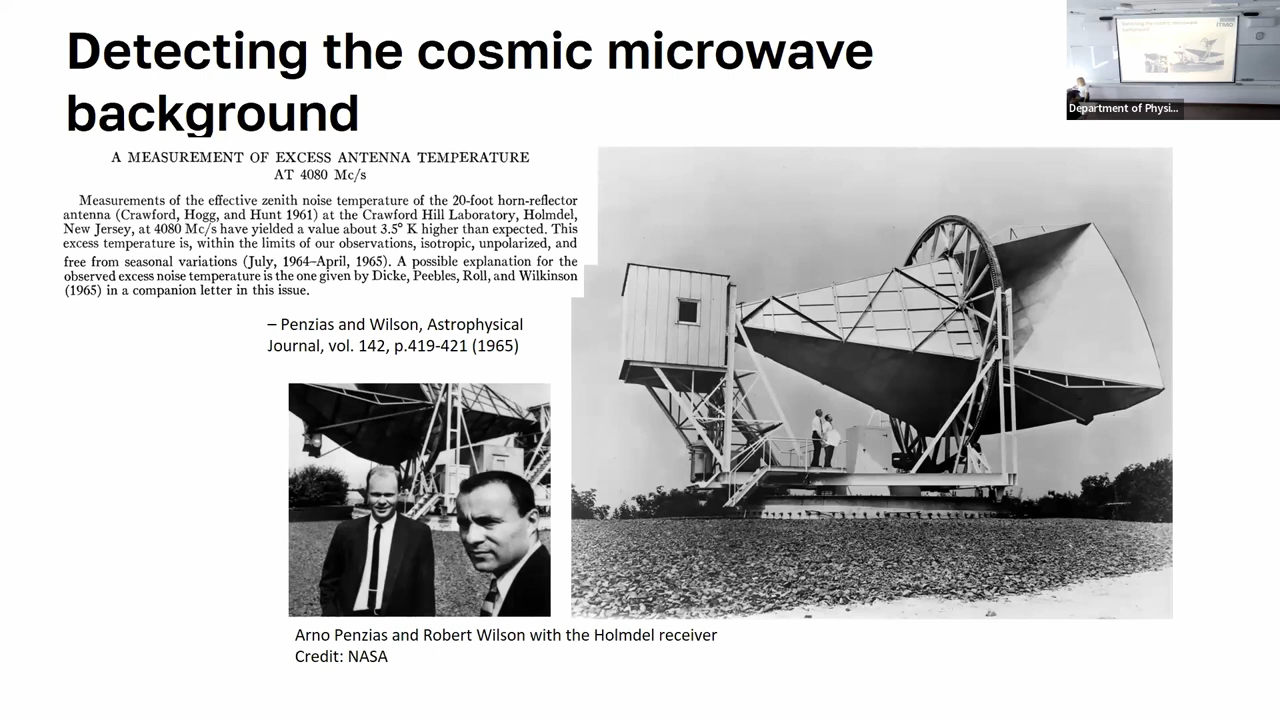 Detecting the cosmic microwave
background
A MEASUREMENT OF EXCESS ANTENNA TEMPERATURE
AT 4080 Mc/s
Measurements of the effective zenith noise temperature of the 20-foot horn-reflector
antenna (Crawford, Hogg, and Hunt 1961) at the Crawford Hill Laboratory, Holmdel,
New Jersey, at 4080 Mc/s have yielded a value about 3.5° K higher than expected. This
excess temperature is, within the limits of our observations, isotropic, unpolarized, and
free from seasonal variations (July, 1964–April, 1965). A possible explanation for the
observed excess noise temperature is the one given by Dicke, Peebles, Roll, and Wilkinson
(1965) in a companion letter in this issue.
– Penzias and Wilson, Astrophysical
Journal, vol. 142, p.419-421 (1965)
Arno Penzias and Robert Wilson with the Holmdel receiver
Credit: NASA
Detecting the cosmic microwave
background
ITMO
Department of Physi...